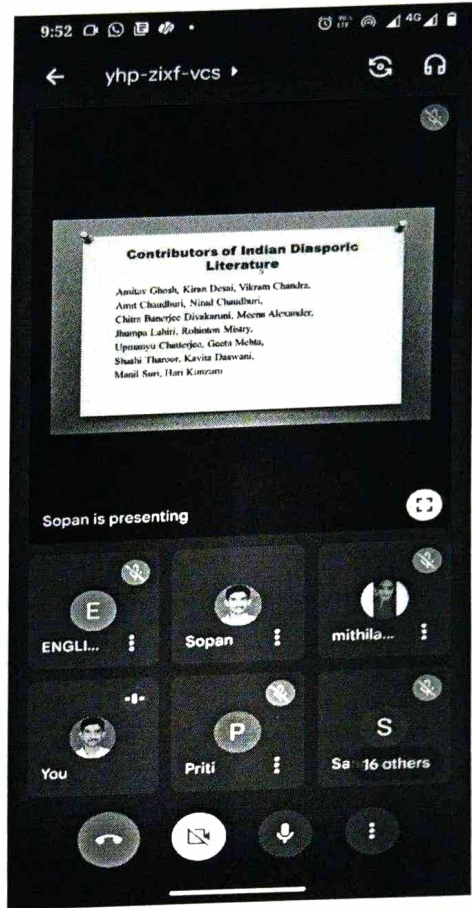 9:52
4G
yhp-zixf-vcs
Contributors of Indian Diasporic
Literature
Amitav Ghosh, Kiran Desai, Vikram Chandra,
Amit Chaudhuri, Nirad Chaudhuri,
Chitra Banerjee Divakaruni, Meena Alexander,
Jhumpa Lahiri, Rohinton Mistry,
Upmanyu Chatterjee, Geeta Mehta,
Shashi Tharoor, Kavita Daswani,
Manil Suri, Hari Kunzuru
Sopan is presenting
E
ENGLI...
Sopan
mithila...
You
P
Priti
S
16 others